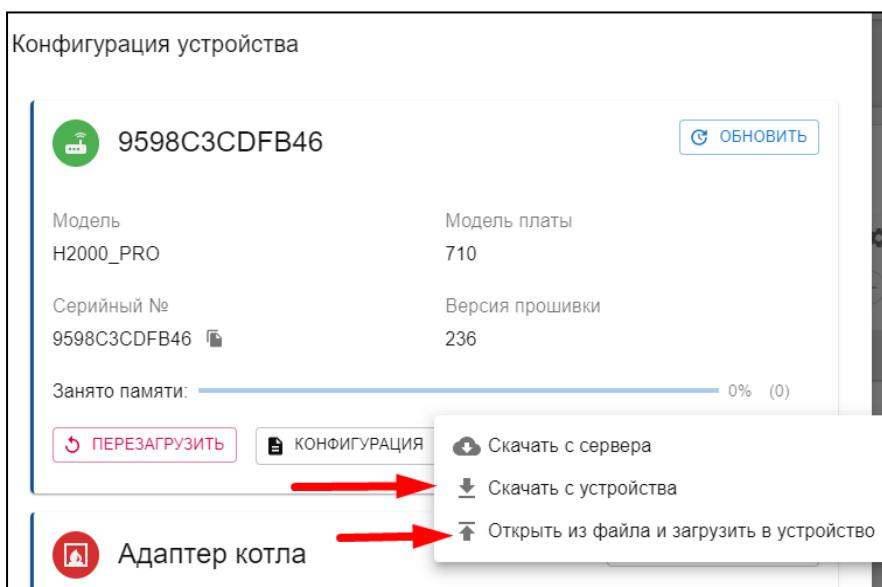 Конфигурация устройства
9598C3CDFB46
ОБНОВИТЬ
Модель
Модель платы
H2000_PRO
710
Серийный №
Версия прошивки
9598C3CDFB46
236
Занято памяти: 0% (0)
ПЕРЕЗАГРУЗИТЬ
КОНФИГУРАЦИЯ
Скачать с сервера
Скачать с устройства
Открыть из файла и загрузить в устройство
Адаптер котла